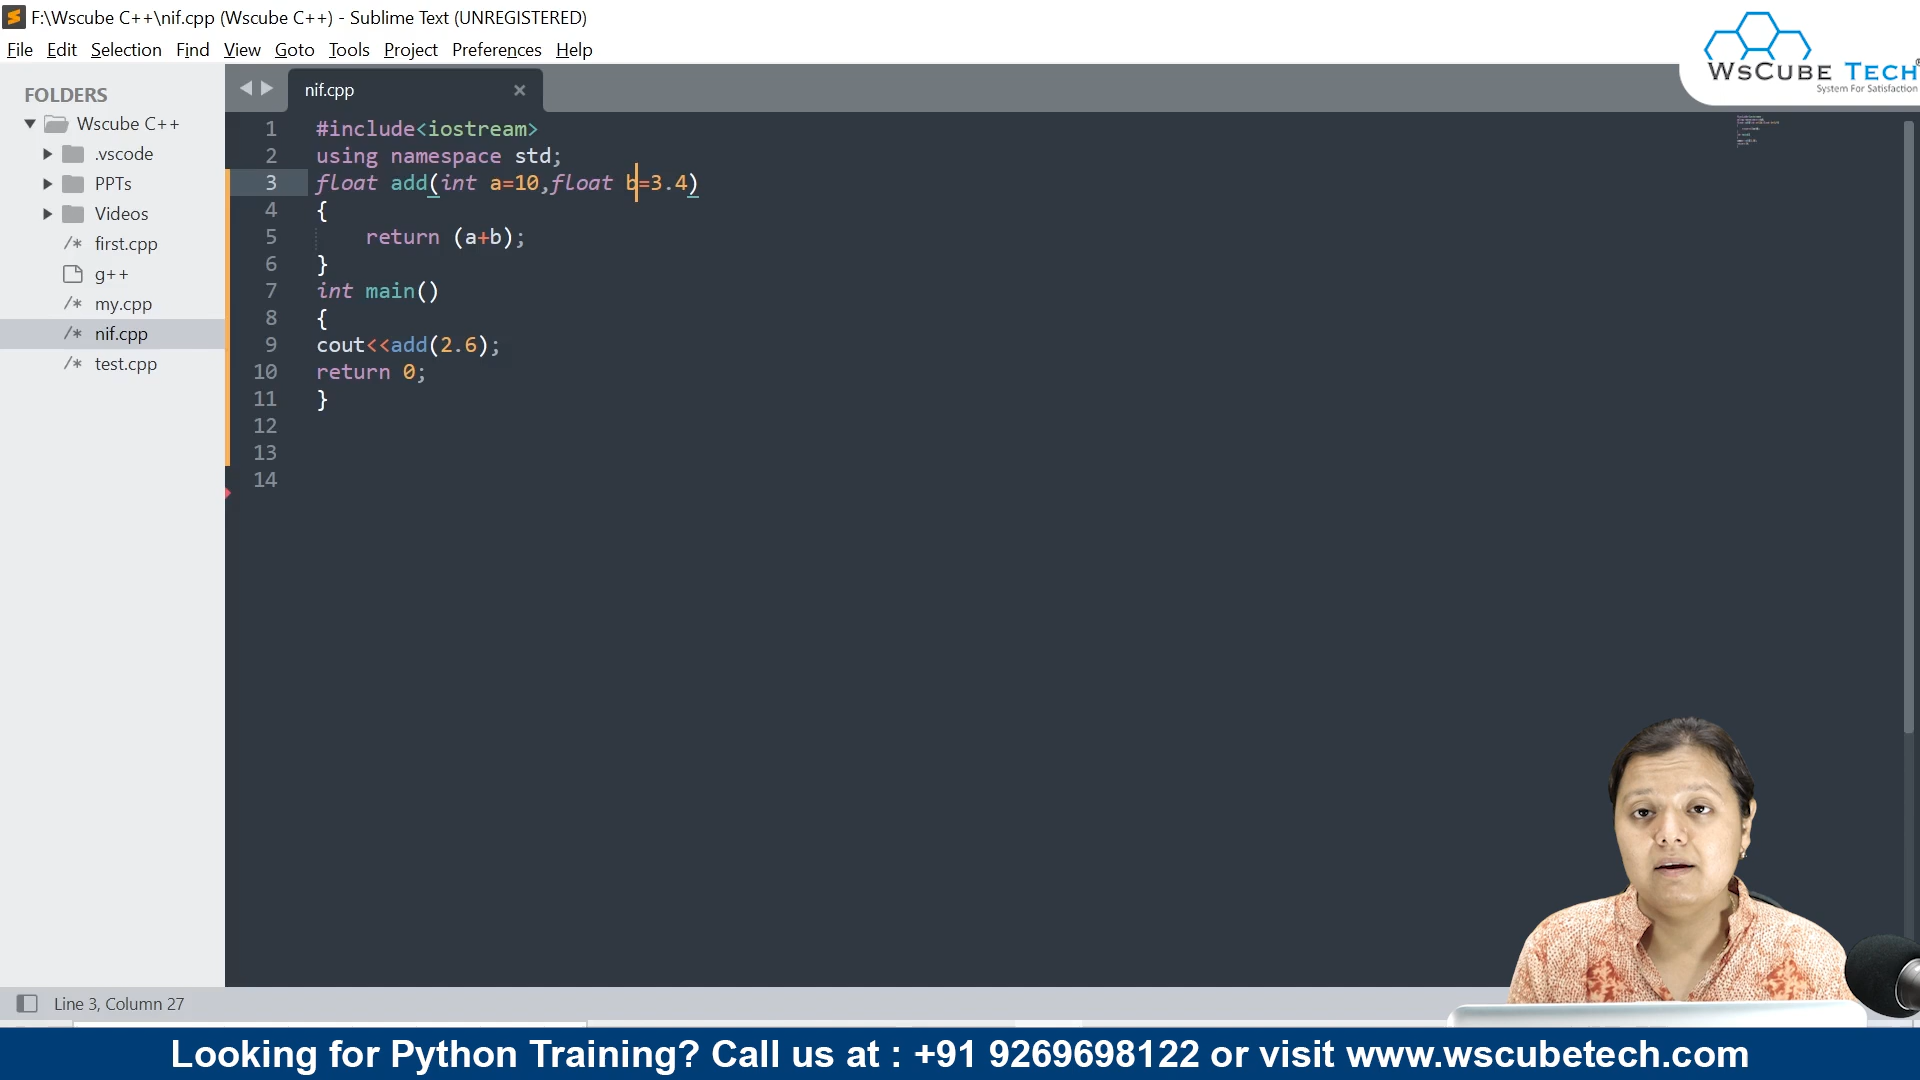 F:\Wscube C++\nif.cpp (Wscube C++) - Sublime Text (UNREGISTERED)
File Edit Selection Find View Goto Tools Project Preferences Help
WsCube Tech®
System For Satisfaction
FOLDERS
Wscube C++
.vscode
PPTs
Videos
/* first.cpp
g++
/* my.cpp
/* nif.cpp
/* test.cpp
nif.cpp ×
1 #include<iostream>
2 using namespace std;
3 float add(int a=10,float b=3.4)
4 {
5 return (a+b);
6 }
7 int main()
8 {
9 cout<<add(2.6);
10 return 0;
11 }
12
13
14
Line 3, Column 27
Looking for Python Training? Call us at : +91 9269698122 or visit www.wscubetech.com